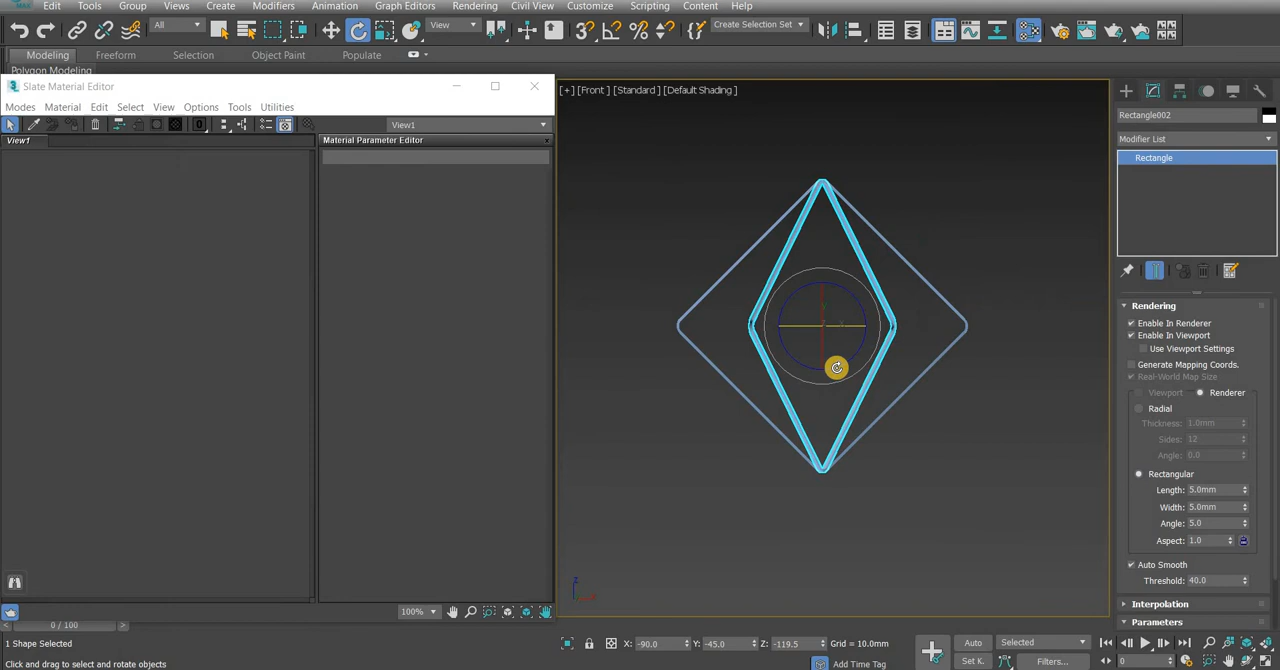 Edit Tools Group Views Create Modifiers Animation Graph Editors Rendering Civil View Customize Scripting Content Help
All View Create Selection Set
Modeling Freeform Selection Object Paint Populate
Polygon Modeling
Slate Material Editor
[+] [Front ] [Standard ] [Default Shading ]
Modes Material Edit Select View Options Tools Utilities
Rectangle002
View1
Modifier List
View1 Material Parameter Editor
Rectangle
Rendering
Enable In Renderer
Enable In Viewport
Use Viewport Settings
Generate Mapping Coords.
Real-World Map Size
Viewport Renderer
Radial
Thickness: 1.0mm
Sides: 12
Angle: 0.0
Rectangular
Length: 5.0mm
Width: 5.0mm
Angle: 5.0
Aspect: 1.0
Auto Smooth
Threshold: 40.0
Interpolation
Parameters
100%
< 0 / 100 >
1 Shape Selected
X: -90.0 Y: -45.0 Z: -119.5 Grid = 10.0mm
Auto Selected
Click and drag to select and rotate objects
Add Time Tag
Set K. Filters... 0